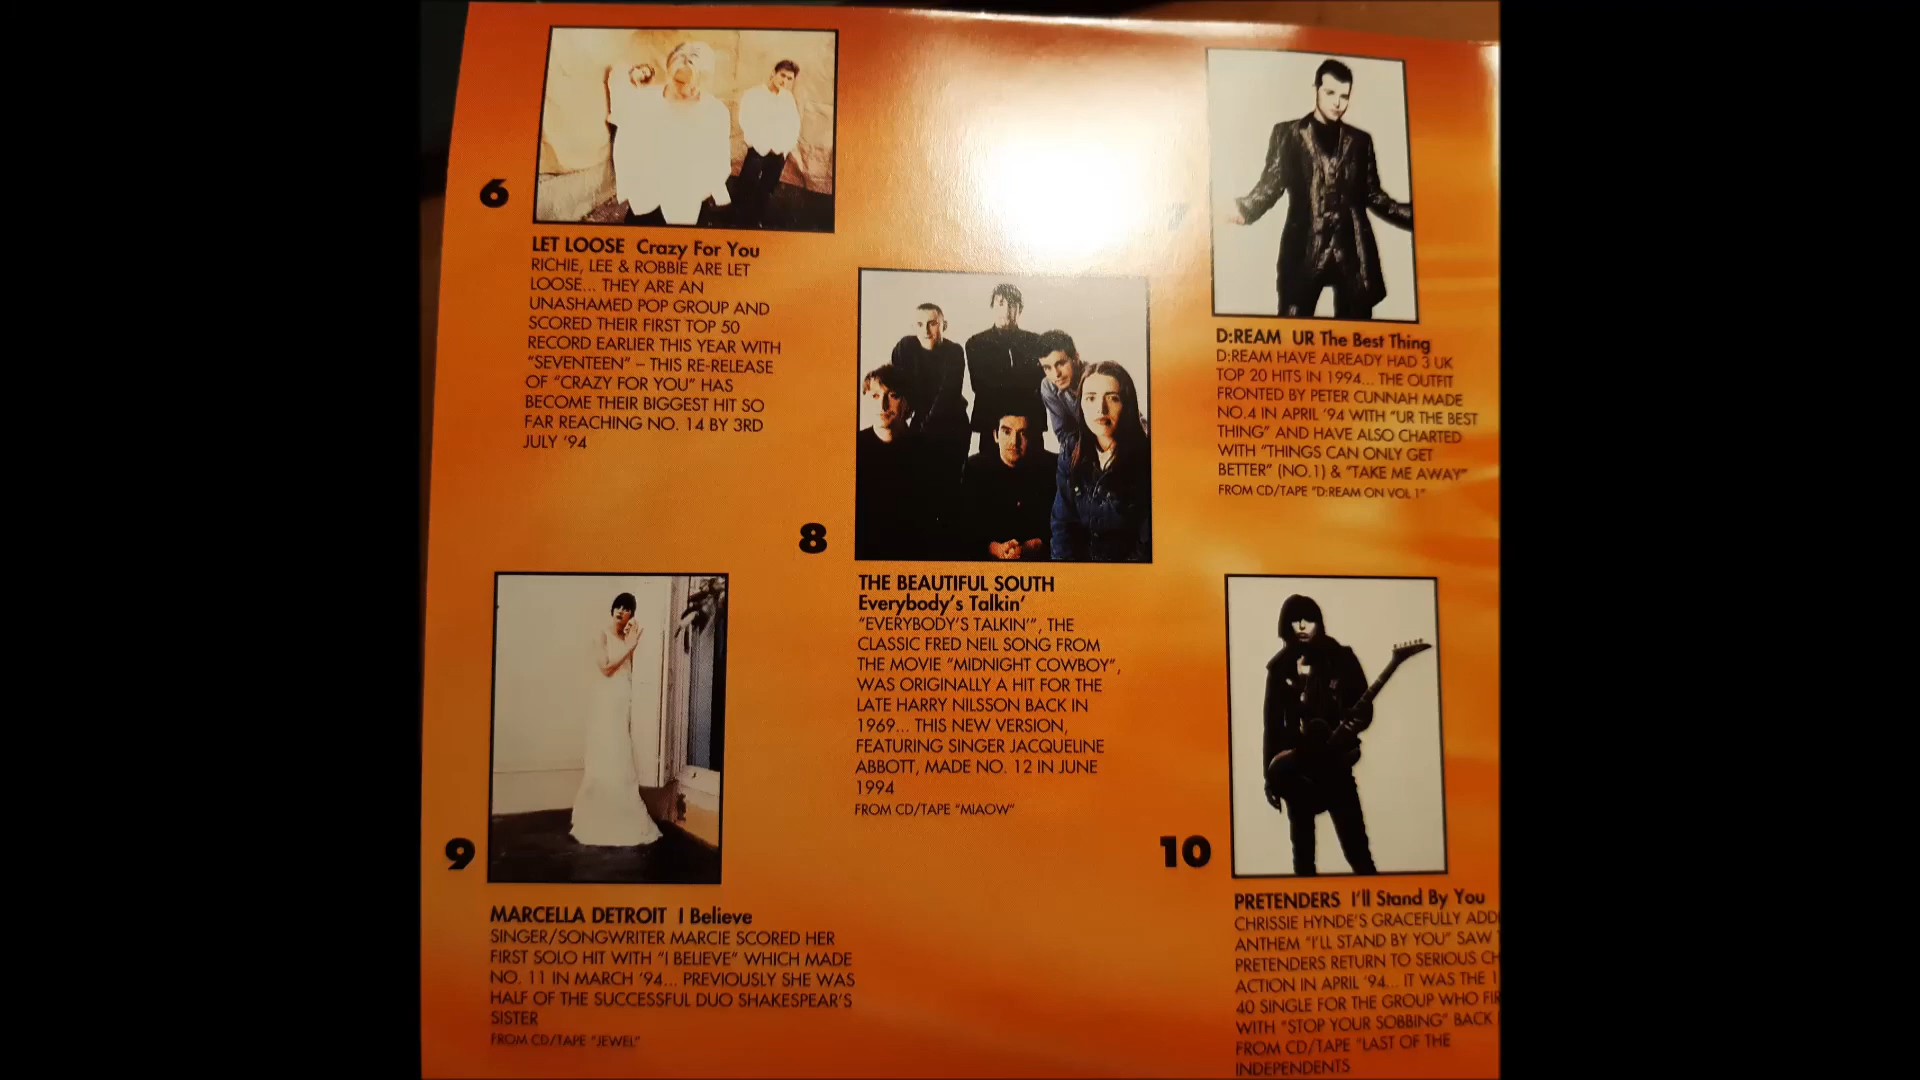 6
LET LOOSE Crazy For You
RICHIE, LEE & ROBBIE ARE LET
LOOSE... THEY ARE AN
UNASHAMED POP GROUP AND
SCORED THEIR FIRST TOP 50
RECORD EARLIER THIS YEAR WITH
"SEVENTEEN" – THIS RE-RELEASE
OF "CRAZY FOR YOU" HAS
BECOME THEIR BIGGEST HIT SO
FAR REACHING NO. 14 BY 3RD
JULY '94
7
D:REAM UR The Best Thing
D:REAM HAVE ALREADY HAD 3 UK
TOP 20 HITS IN 1994... THE OUTFIT
FRONTED BY PETER CUNNAH MADE
NO.4 IN APRIL '94 WITH "UR THE BEST
THING" AND HAVE ALSO CHARTED
WITH "THINGS CAN ONLY GET
BETTER" (NO.1) & "TAKE ME AWAY"
FROM CD/TAPE "D:REAM ON VOL 1"
8
THE BEAUTIFUL SOUTH
Everybody's Talkin'
"EVERYBODY'S TALKIN'", THE
CLASSIC FRED NEIL SONG FROM
THE MOVIE "MIDNIGHT COWBOY",
WAS ORIGINALLY A HIT FOR THE
LATE HARRY NILSSON BACK IN
1969... THIS NEW VERSION,
FEATURING SINGER JACQUELINE
ABBOTT, MADE NO. 12 IN JUNE
1994
FROM CD/TAPE "MIAOW"
9
MARCELLA DETROIT I Believe
SINGER/SONGWRITER MARCIE SCORED HER
FIRST SOLO HIT WITH "I BELIEVE" WHICH MADE
NO. 11 IN MARCH '94... PREVIOUSLY SHE WAS
HALF OF THE SUCCESSFUL DUO SHAKESPEAR'S
SISTER
FROM CD/TAPE "JEWEL"
10
PRETENDERS I'll Stand By You
CHRISSIE HYNDE'S GRACEFULLY
ANTHEM "I'LL STAND BY YOU" SAW
PRETENDERS RETURN TO SERIOUS
ACTION IN APRIL '94... IT WAS THE
40 SINGLE FOR THE GROUP WHO
WITH "STOP YOUR SOBBING" BACK
FROM CD/TAPE "LAST OF THE
INDEPENDENTS